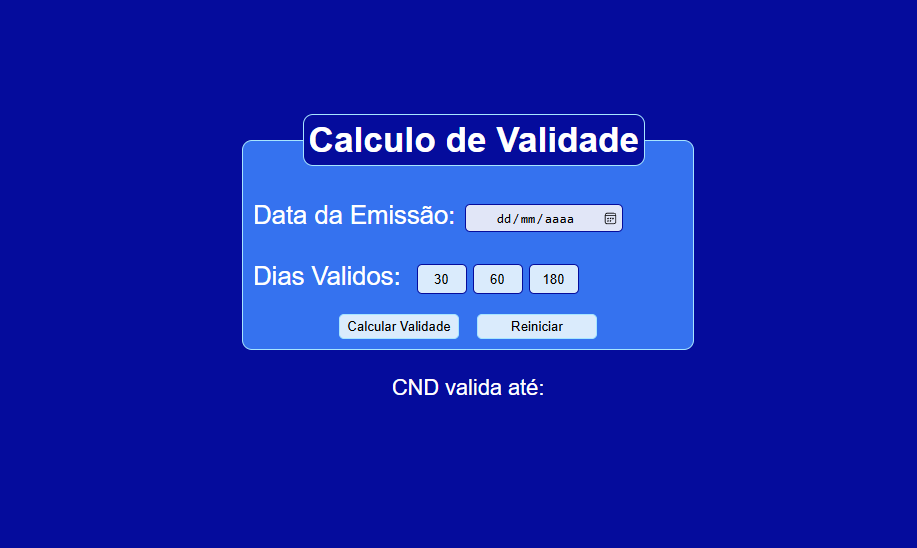 Calculo de Validade
Data da Emissão: dd/mm/aaaa
Dias Validos: 30 60 180
Calcular Validade Reiniciar
CND valida até: